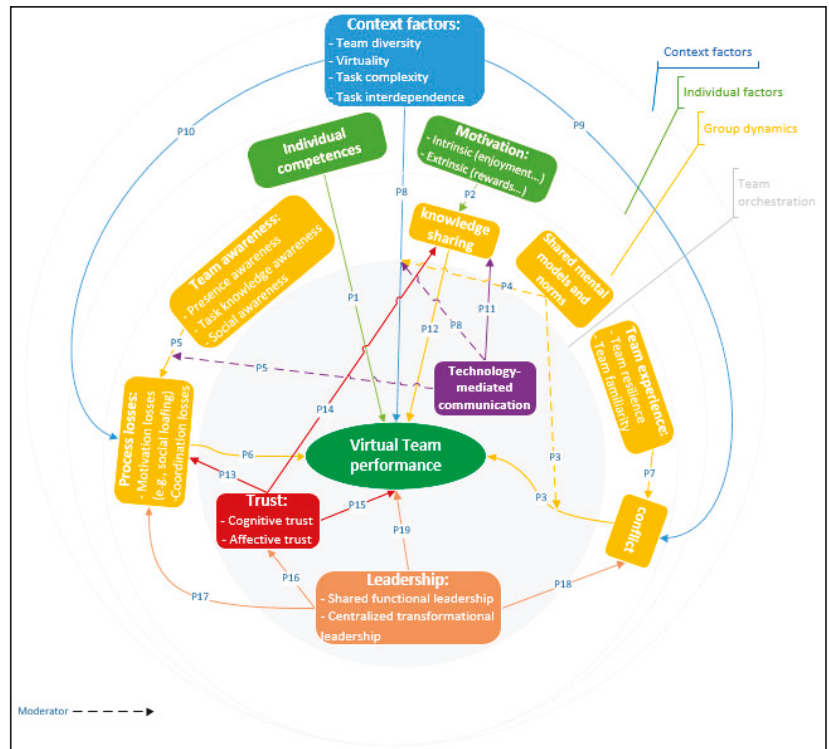 Context factors:
- Team diversity
- Virtuality
- Task complexity
- Task interdependence
Context factors
Individual factors
Group dynamics
Team
orchestration
P10
P9
Individual
competences
Motivation:
- Intrinsic (enjoyment...)
- Extrinsic (rewards...)
P8
P2
knowledge
sharing
Team awareness:
- Presence awareness
- Task knowledge awareness
- Social awareness
Shared mental
models and
norms
P4
P1
P11
P12
P8
P5
P5
Team experience:
- Team resilience
- Team familiarity
Technology-
mediated
communication
P14
Process losses:
- Motivation losses
(e.g., social loafing)
-Coordination losses
P6
Virtual Team
performance
P3
P7
P3
P13
Trust:
- Cognitive trust
- Affective trust
P15
P19
conflict
P16
P17
P18
Leadership:
- Shared functional leadership
- Centralized transformational
leadership
Moderator